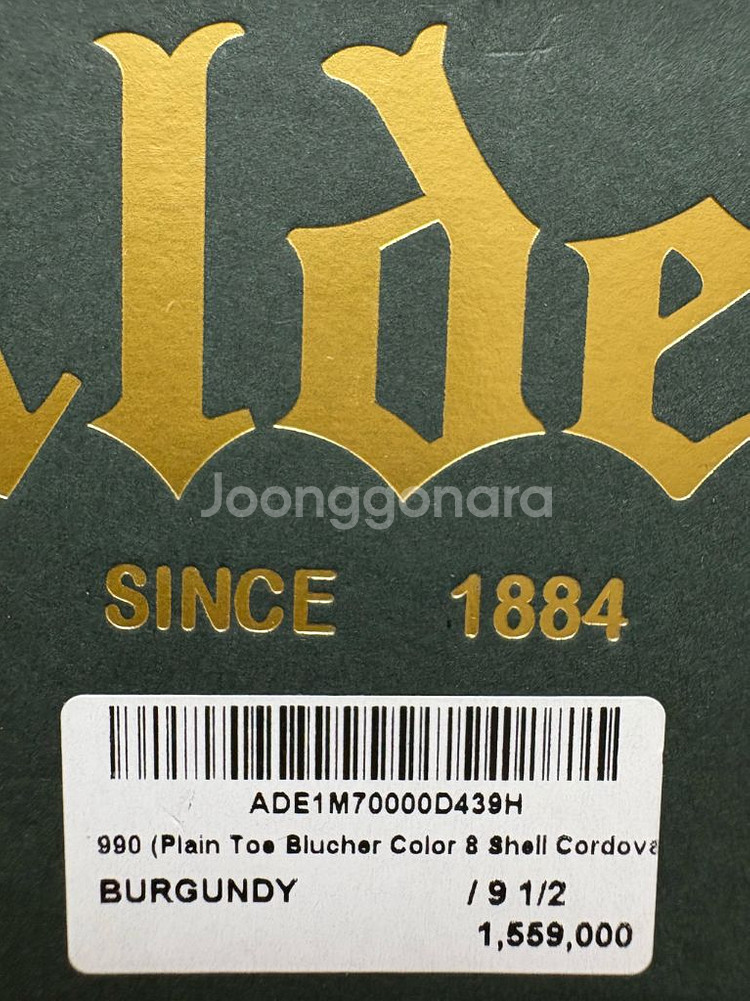 lde
Joonggonara
SINCE 1884
ADE1M70000D439H
990 (Plain Toe Blucher Color 8 Shell Cordova
BURGUNDY / 9 1/2
1,559,000